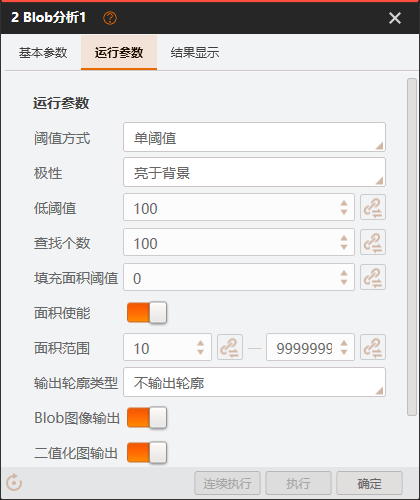 2 Blob分析1
基本参数 运行参数 结果显示
运行参数
阈值方式 单阈值
极性 亮于背景
低阈值 100
查找个数 100
填充面积阈值 0
面积使能
面积范围 10 — 9999999
输出轮廓类型 不输出轮廓
Blob图像输出
二值化图输出
连续执行 执行 确定